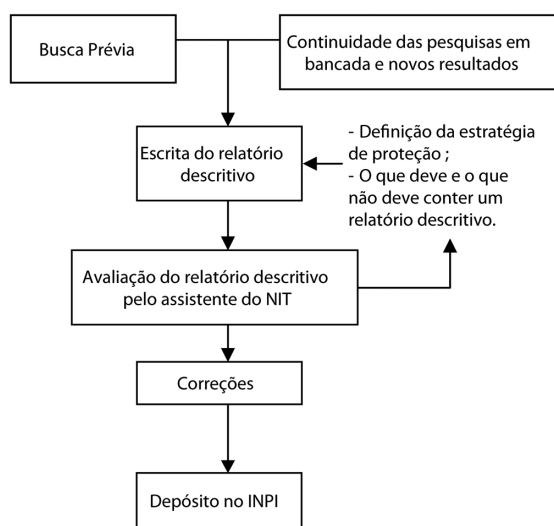 Busca Prévia
Continuidade das pesquisas em
bancada e novos resultados
Escrita do relatório
descritivo
- Definição da estratégia
de proteção ;
- O que deve e o que
não deve conter um
relatório descritivo.
Avaliação do relatório descritivo
pelo assistente do NIT
Correções
Depósito no INPI